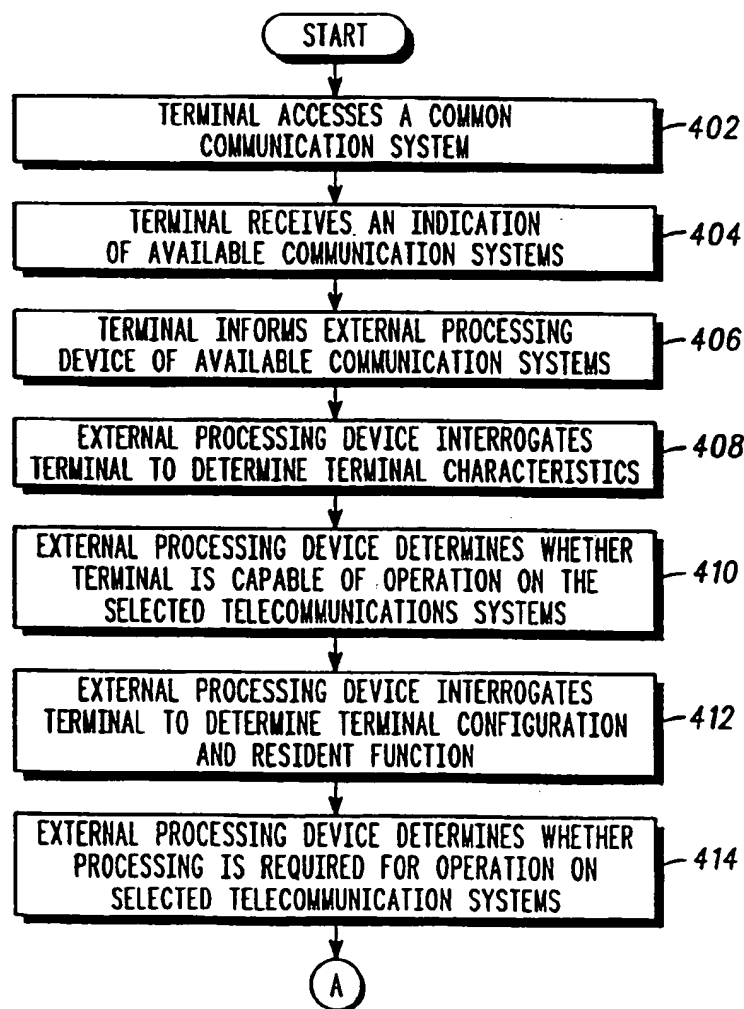 START
TERMINAL ACCESSES A COMMON
COMMUNICATION SYSTEM
402
TERMINAL RECEIVES AN INDICATION
OF AVAILABLE COMMUNICATION SYSTEMS
404
TERMINAL INFORMS EXTERNAL PROCESSING
DEVICE OF AVAILABLE COMMUNICATION SYSTEMS
406
EXTERNAL PROCESSING DEVICE INTERROGATES
TERMINAL TO DETERMINE TERMINAL CHARACTERISTICS
408
EXTERNAL PROCESSING DEVICE DETERMINES WHETHER
TERMINAL IS CAPABLE OF OPERATION ON THE
SELECTED TELECOMMUNICATIONS SYSTEMS
410
EXTERNAL PROCESSING DEVICE INTERROGATES
TERMINAL TO DETERMINE TERMINAL CONFIGURATION
AND RESIDENT FUNCTION
412
EXTERNAL PROCESSING DEVICE DETERMINES WHETHER
PROCESSING IS REQUIRED FOR OPERATION ON
SELECTED TELECOMMUNICATION SYSTEMS
414
A